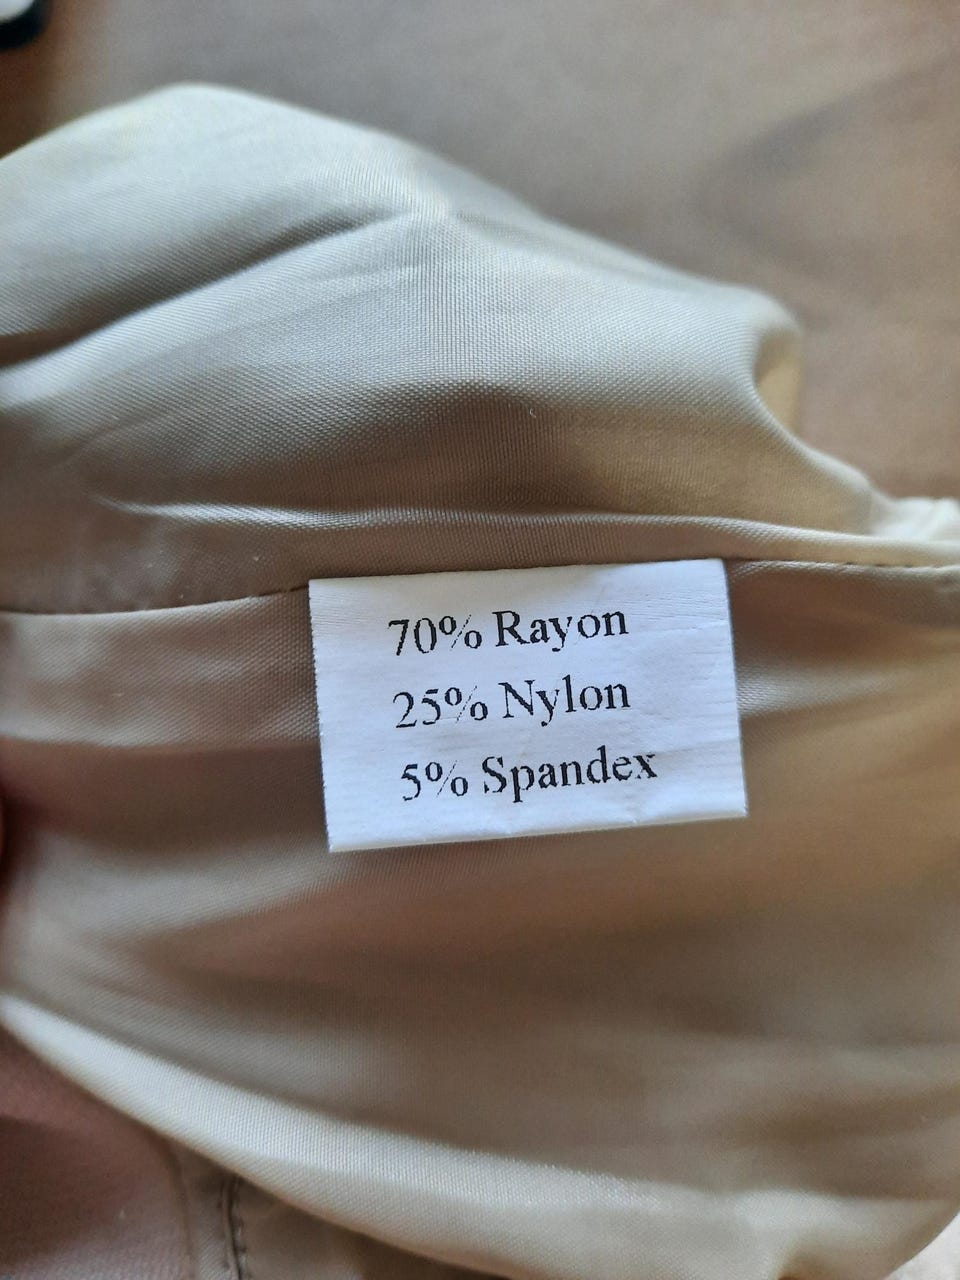 70% Rayon
25% Nylon
5% Spandex